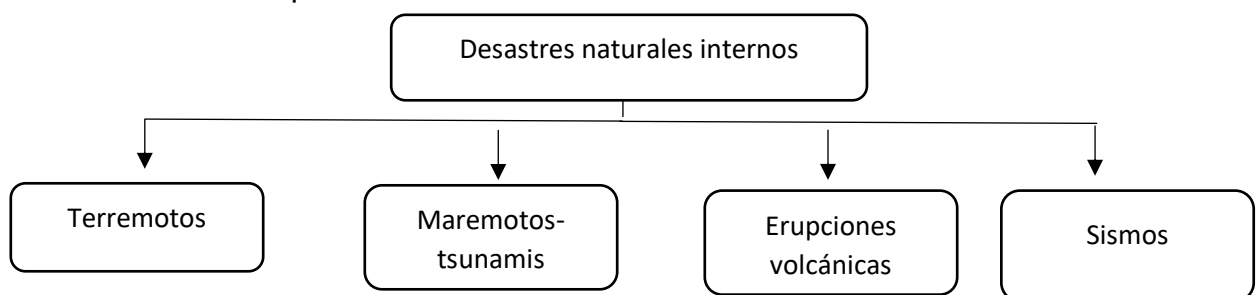 Desastres naturales internos
Terremotos
Maremotos-
tsunamis
Erupciones
volcánicas
Sismos